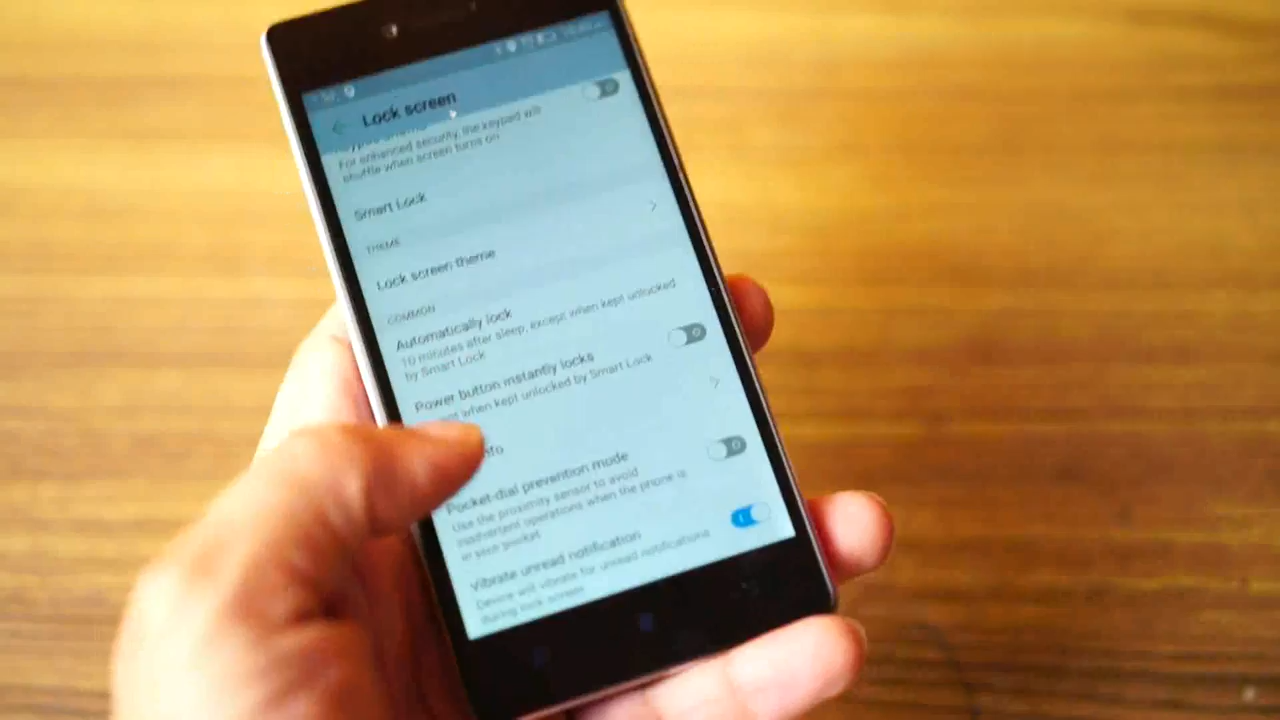 Lock screen
For enhanced security, the keypad will
shuffle when screen turns on
Smart Lock
THEME
Lock screen theme
COMMON
Automatically lock
10 minutes after sleep, except when kept unlocked
by Smart Lock
Power button instantly locks
when kept unlocked by Smart Lock
Pocket-dial prevention mode
Use the proximity sensor to avoid
inadvertent operations when the phone is
in sack pocket
Vibrate unread notification
Device will vibrate for unread notifications
during lock screen